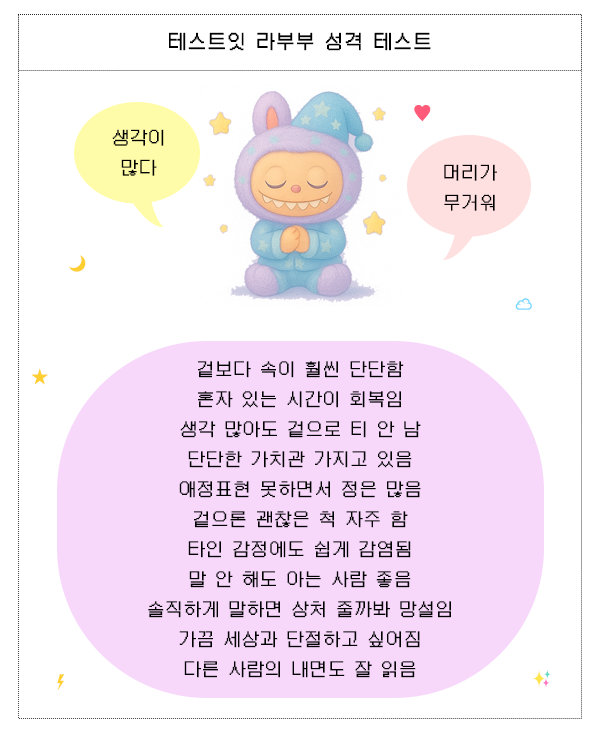 테스트잇 라부부 성격 테스트
생각이
많다
머리가
무거워
겉보다 속이 훨씬 단단함
혼자 있는 시간이 회복임
생각 많아도 겉으로 티 안 남
단단한 가치관 가지고 있음
애정표현 못하면서 정은 많음
겉으론 괜찮은 척 자주 함
타인 감정에도 쉽게 감염됨
말 안 해도 아는 사람 좋음
솔직하게 말하면 상처 줄까봐 망설임
가끔 세상과 단절하고 싶어짐
다른 사람의 내면도 잘 읽음